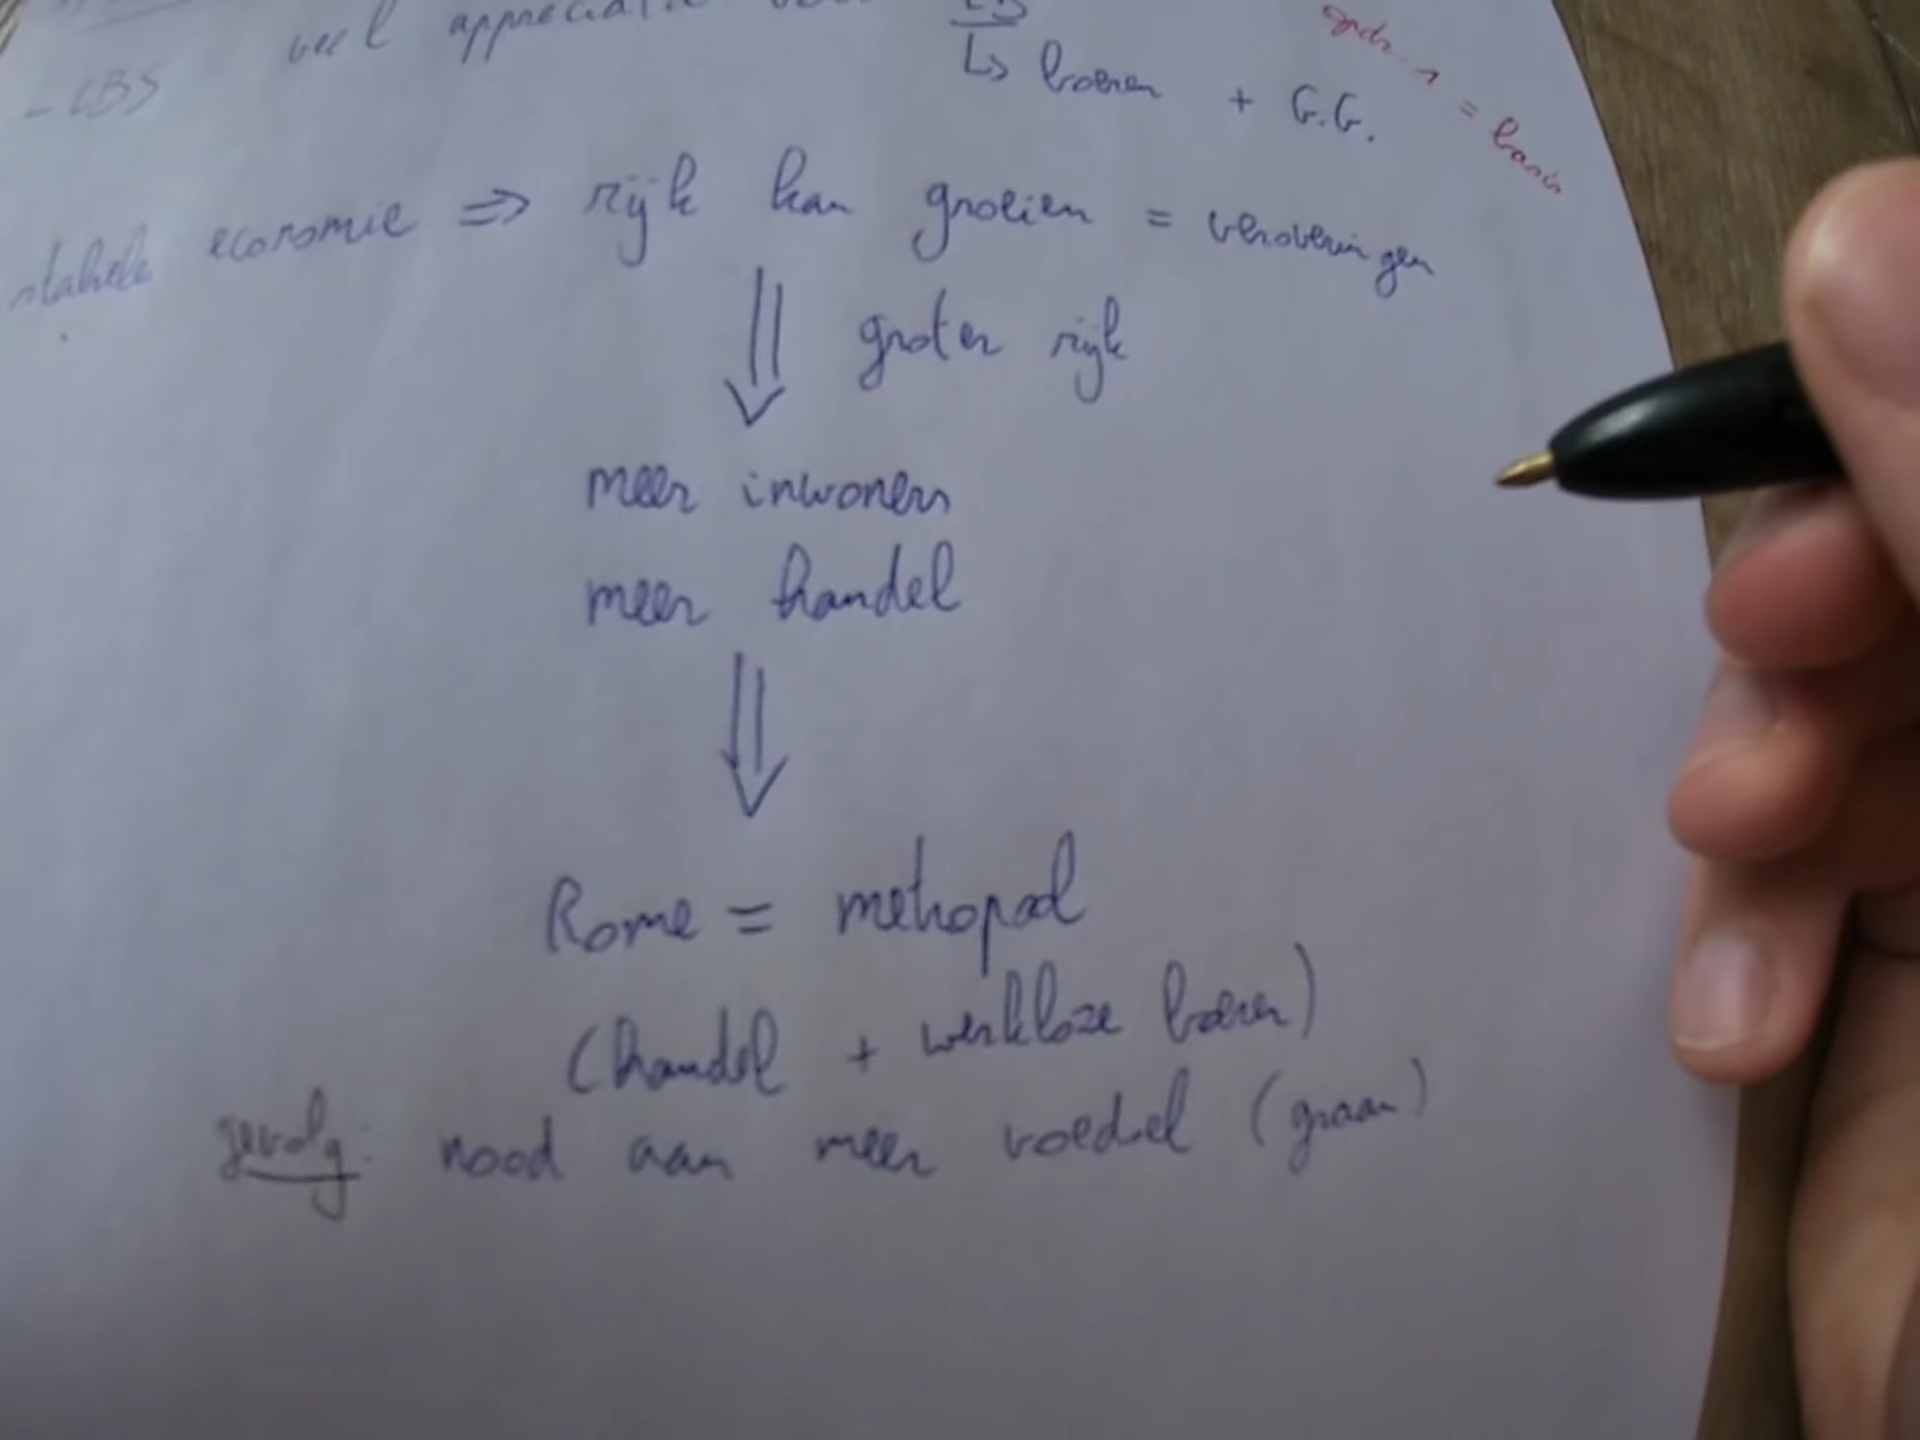 veel appreciatie
- LBS
↳ boeren + G.G.
= basis
stabiele economie ⇒ rijk kan groeien = veroveringen
groter rijk
meer inwoners
meer handel
Rome = metropool
(handel + werkloze boeren)
gevolg: nood aan meer voedsel (graan)